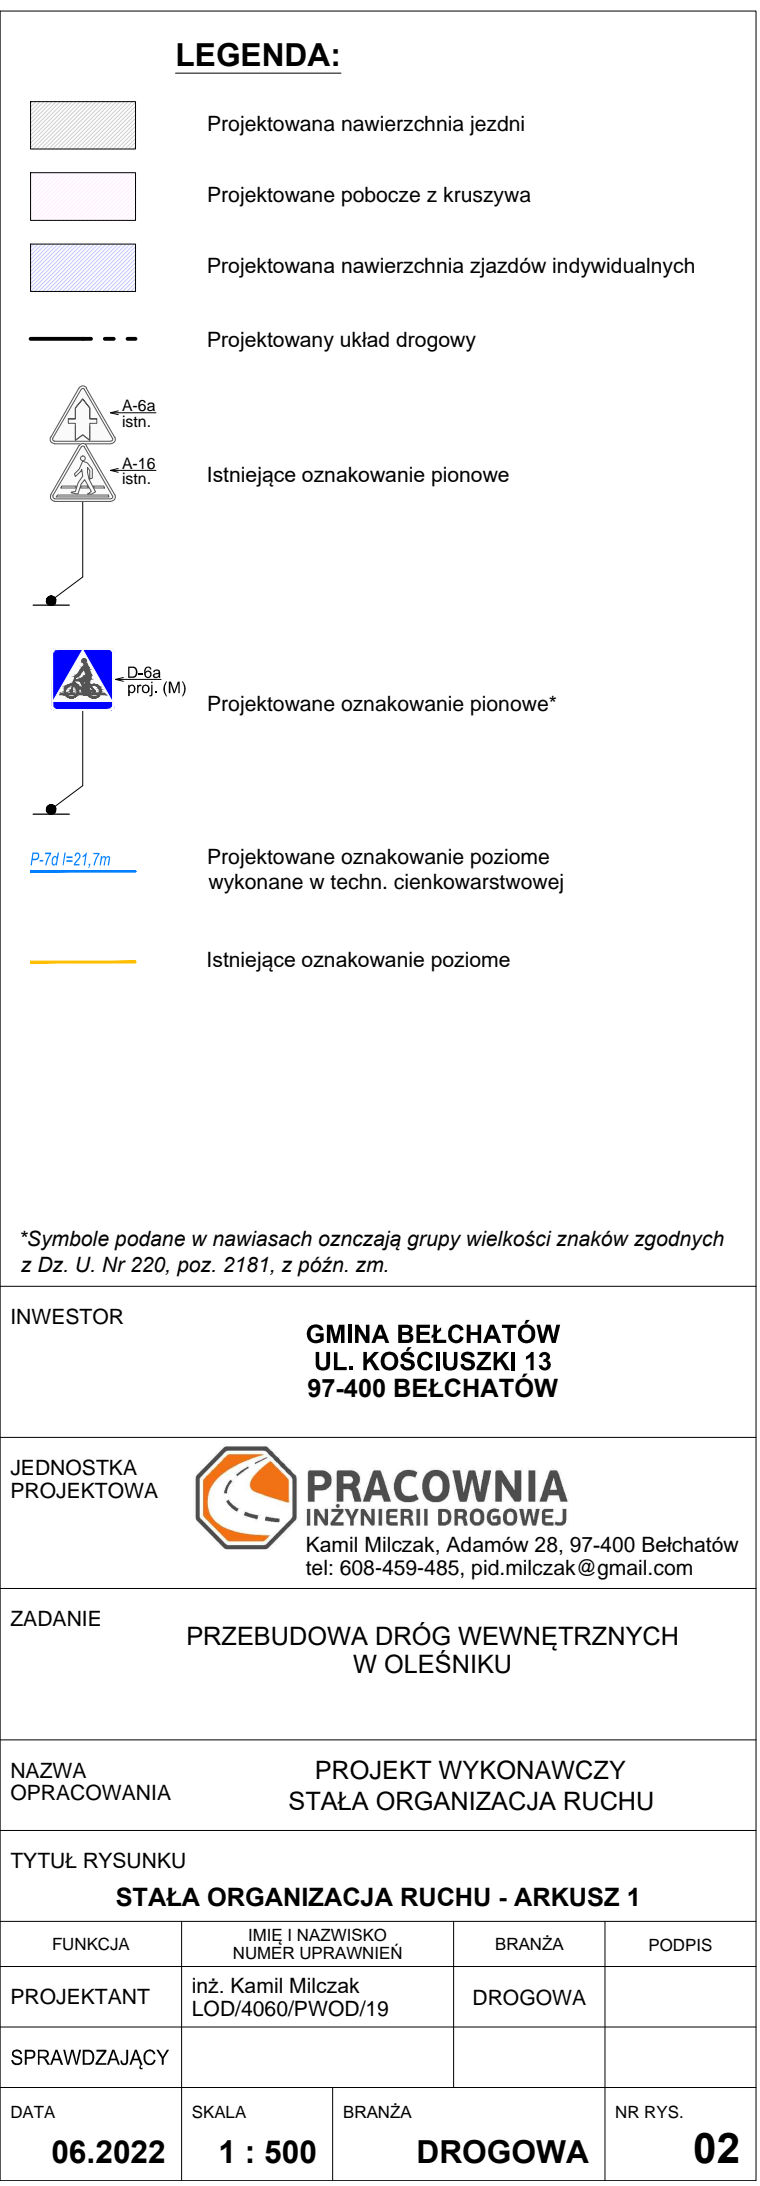 LEGENDA:
Projektowana nawierzchnia jezdni
Projektowane pobocze z kruszywa
Projektowana nawierzchnia zjazdów indywidualnych
Projektowany układ drogowy
A-6a
istn.
A-16
istn.
Istniejące oznakowanie pionowe
D-6a
proj. (M)
Projektowane oznakowanie pionowe*
P-7d l=21,7m
Projektowane oznakowanie poziome
wykonane w techn. cienkowarstwowej
Istniejące oznakowanie poziome
*Symbole podane w nawiasach oznczają grupy wielkości znaków zgodnych
z Dz. U. Nr 220, poz. 2181, z późn. zm.
INWESTOR
GMINA BEŁCHATÓW
UL. KOŚCIUSZKI 13
97-400 BEŁCHATÓW
JEDNOSTKA
PROJEKTOWA
PRACOWNIA
INŻYNIERII DROGOWEJ
Kamil Milczak, Adamów 28, 97-400 Bełchatów
tel: 608-459-485, pid.milczak@gmail.com
ZADANIE
PRZEBUDOWA DRÓG WEWNĘTRZNYCH
W OLEŚNIKU
NAZWA
OPRACOWANIA
PROJEKT WYKONAWCZY
STAŁA ORGANIZACJA RUCHU
TYTUŁ RYSUNKU
STAŁA ORGANIZACJA RUCHU - ARKUSZ 1
FUNKCJA
IMIĘ I NAZWISKO
NUMER UPRAWNIEŃ
BRANŻA
PODPIS
PROJEKTANT
inż. Kamil Milczak
LOD/4060/PWOD/19
DROGOWA
SPRAWDZAJĄCY
DATA
06.2022
SKALA
1 : 500
BRANŻA
DROGOWA
NR RYS.
02